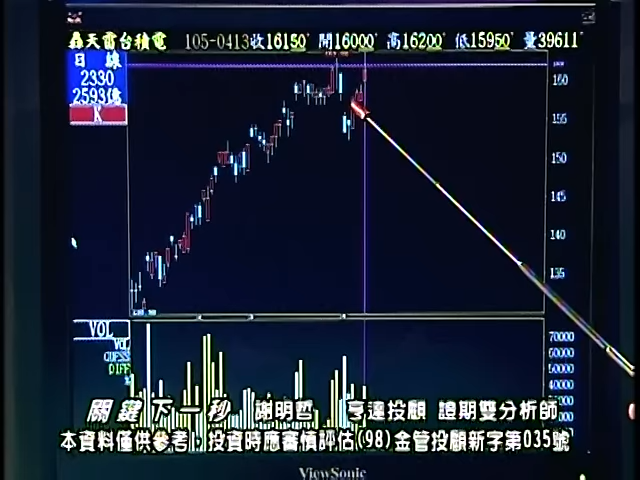 轟天雷台積電 105-0413收16150' 開16000' 高16200' 低15950' 量39611'
日線
2330
2593億
K
160
155
150
145
140
135
VOL
70000
60000
50000
40000
30000
20000
關鍵下一秒 謝明哲 亨達投顧 證期雙分析師
本資料僅供參考,投資時應審慎評估(98)金管投顧新字第035號
ViewSonic